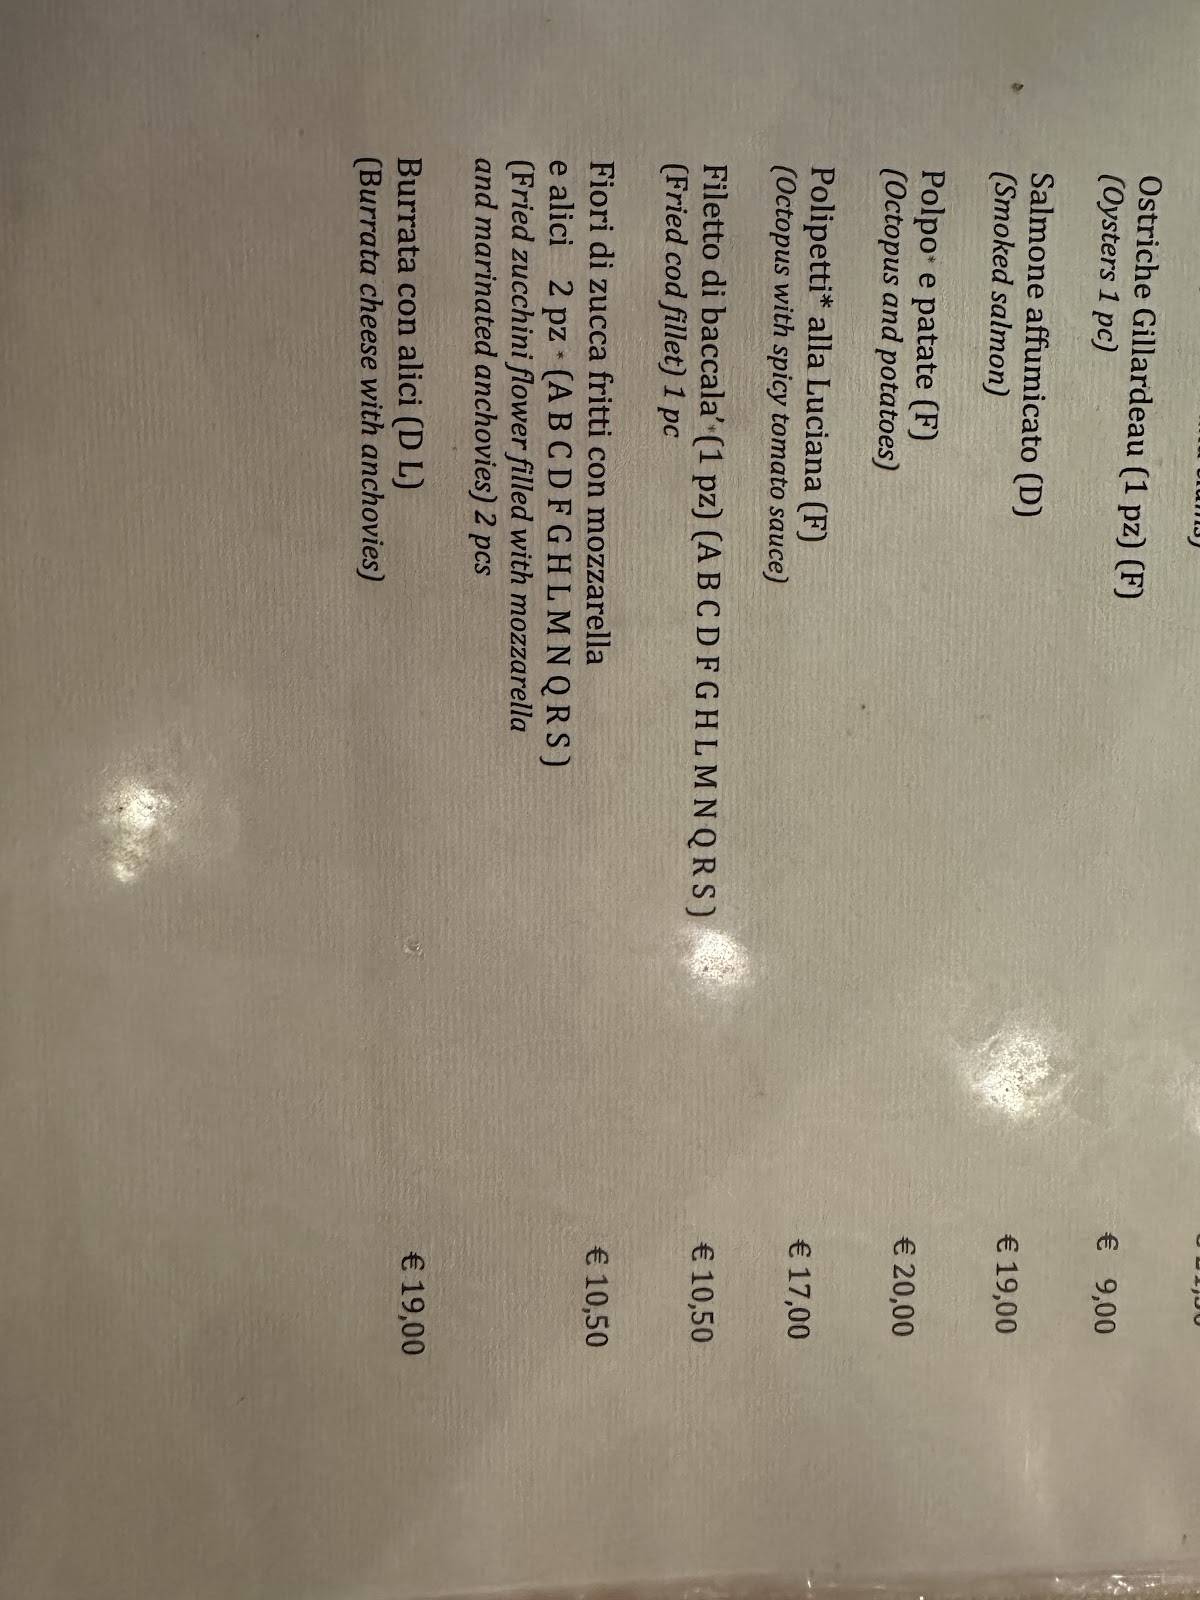 Ostriche Gillardeau (1 pz) (F) € 9,00
(Oysters 1 pc)
Salmone affumicato (D) € 19,00
(Smoked salmon)
Polpo* e patate (F) € 20,00
(Octopus and potatoes)
Polipetti* alla Luciana (F) € 17,00
(Octopus with spicy tomato sauce)
Filetto di baccala'*(1 pz) (A B C D F G H L M N Q R S ) € 10,50
(Fried cod fillet) 1 pc
Fiori di zucca fritti con mozzarella € 10,50
e alici 2 pz * (A B C D F G H L M N Q R S )
(Fried zucchini flower filled with mozzarella
and marinated anchovies) 2 pcs
Burrata con alici (D L) € 19,00
(Burrata cheese with anchovies)